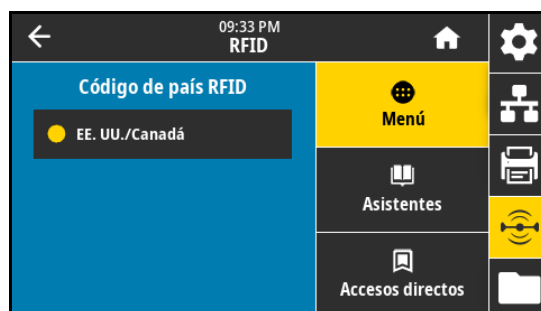 09:33 PM
RFID
Código de país RFID
EE. UU./Canadá
Menú
Asistentes
Accesos directos